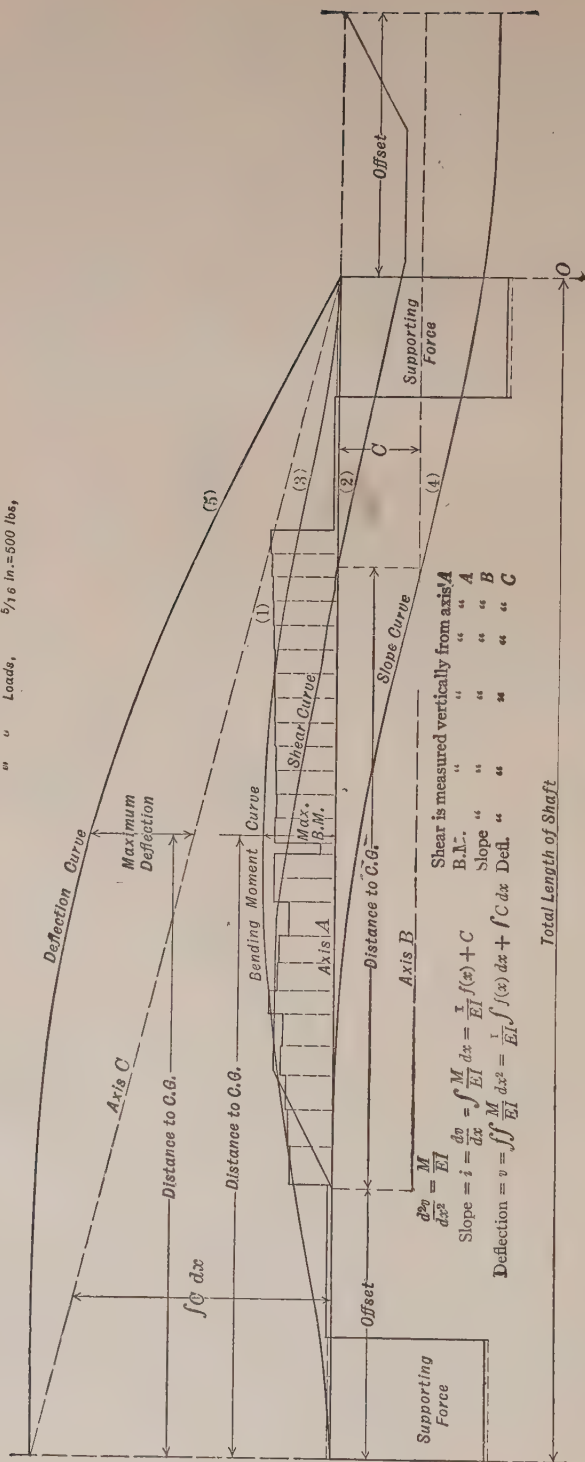 " " Loads, 5/16 in.=500 lbs,
Deflection Curve
(5)
Maximum Deflection
Axis C
Distance to C.G.
(1)
Bending Moment Curve
(3)
Offset
Distance to C.G.
Max. B.M.
Shear Curve
(2)
C
Supporting Force
O
∫C dx
Axis A
Distance to C.G.
Slope Curve
(4)
Offset
Axis B
Supporting Force
d²v/dx² = M/EI
Slope = i = dv/dx = ∫ M/EI dx = 1/EI f(x) + C
Deflection = v = ∬ M/EI dx² = 1/EI ∫ f(x) dx + ∫ C dx
Shear is measured vertically from axis A
B.M. " " " " A
Slope " " " " B
Defl. " " " " C
Total Length of Shaft